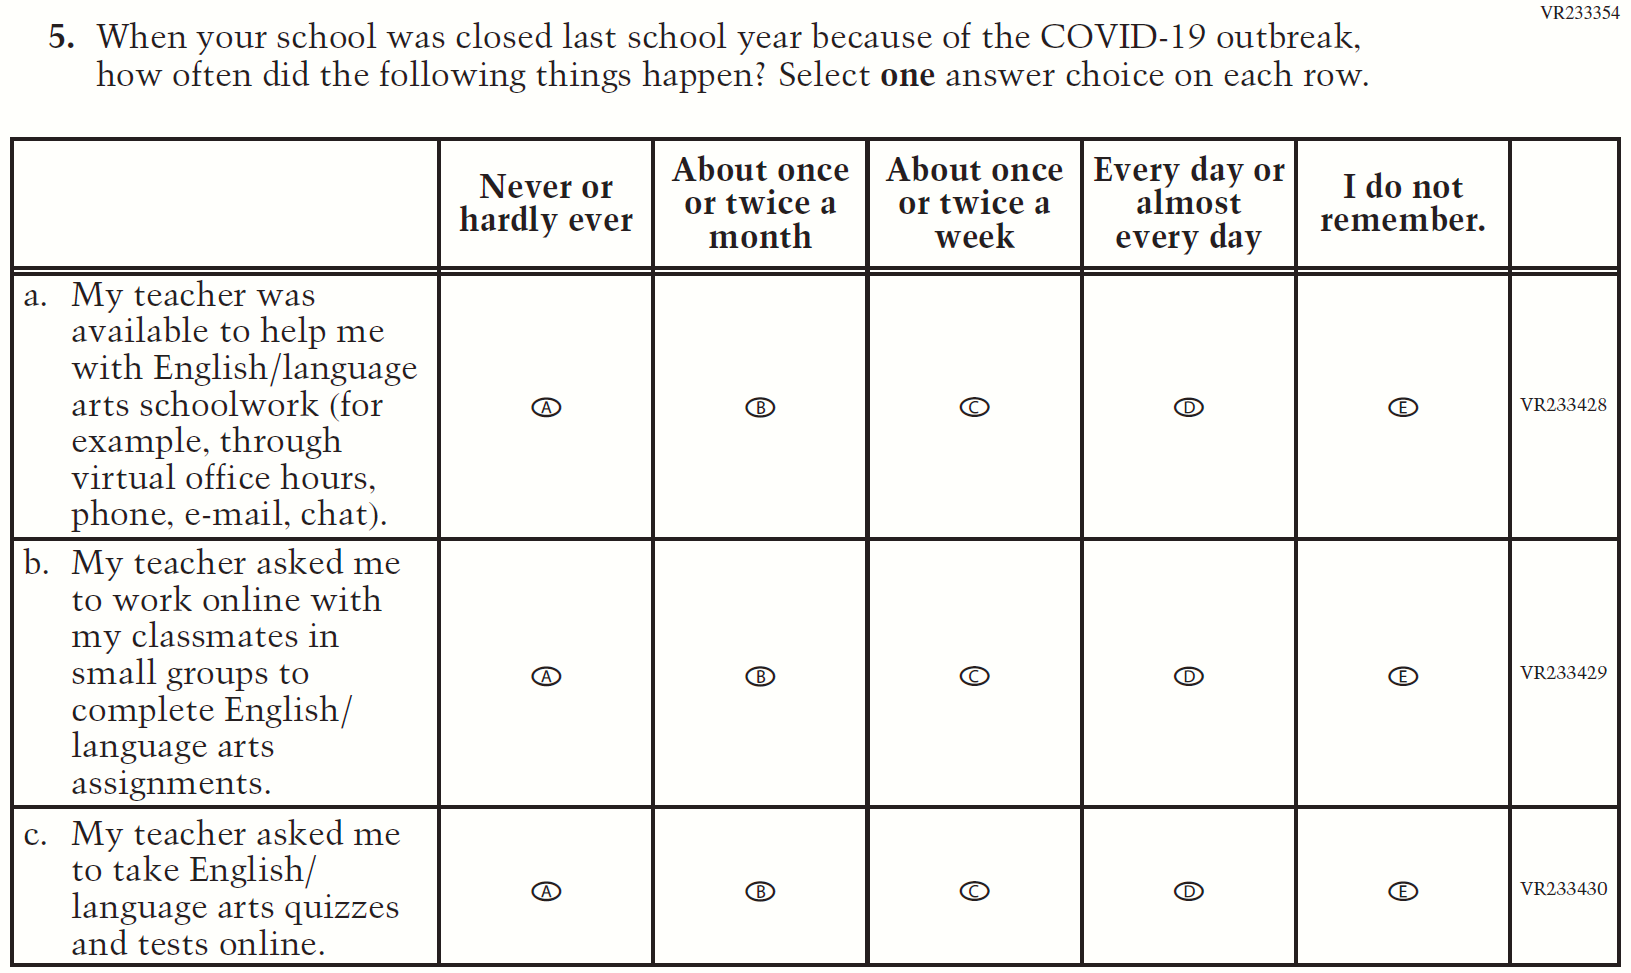 VR233354
5. When your school was closed last school year because of the COVID-19 outbreak,
how often did the following things happen? Select one answer choice on each row.
Never or
hardly ever
About once
or twice a
month
About once
or twice a
week
Every day or
almost
every day
I do not
remember.
a. My teacher was
available to help me
with English/language
arts schoolwork (for
example, through
virtual office hours,
phone, e-mail, chat).
A B C D E VR233428
b. My teacher asked me
to work online with
my classmates in
small groups to
complete English/
language arts
assignments.
A B C D E VR233429
c. My teacher asked me
to take English/
language arts quizzes
and tests online.
A B C D E VR233430